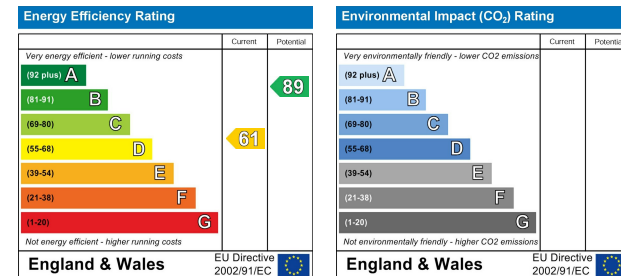 Energy Efficiency Rating
Current Potential
Very energy efficient - lower running costs
(92 plus) A
(81-91) B
(69-80) C
(55-68) D
(39-54) E
(21-38) F
(1-20) G
61
89
Not energy efficient - higher running costs
England & Wales
EU Directive
2002/91/EC
Environmental Impact (CO₂) Rating
Current Potentia
Very environmentally friendly - lower CO2 emissions
(92 plus) A
(81-91) B
(69-80) C
(55-68) D
(39-54) E
(21-38) F
(1-20) G
Not environmentally friendly - higher CO2 emissions
England & Wales
EU Directive
2002/91/EC